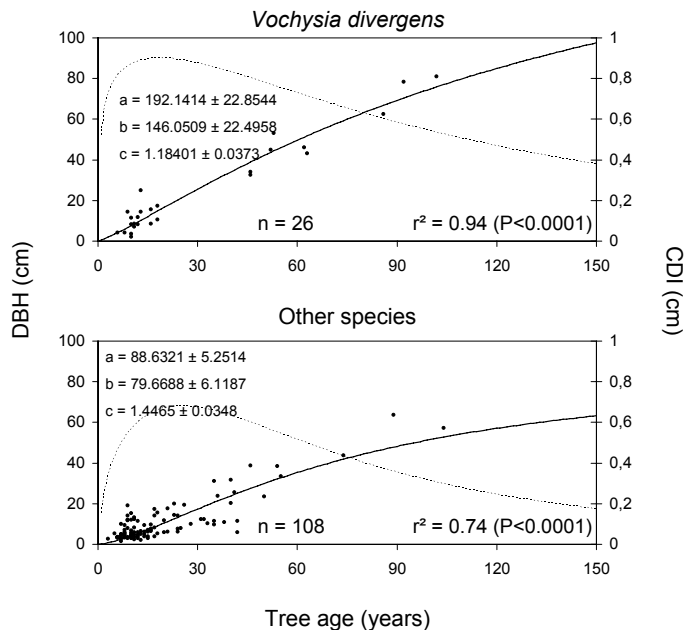 Vochysia divergens
100
80
60
40
20
0
a = 192.1414 ± 22.8544
b = 146.0509 ± 22.4958
c = 1.18401 ± 0.0373
n = 26
r² = 0.94 (P<0.0001)
1
0,8
0,6
0,4
0,2
0
0 30 60 90 120 150
DBH (cm)
CDI (cm)
Other species
100
80
60
40
20
0
a = 88.6321 ± 5.2514
b = 79.6688 ± 6.1187
c = 1.4465 ± 0.0348
n = 108
r² = 0.74 (P<0.0001)
1
0,8
0,6
0,4
0,2
0
0 30 60 90 120 150
Tree age (years)